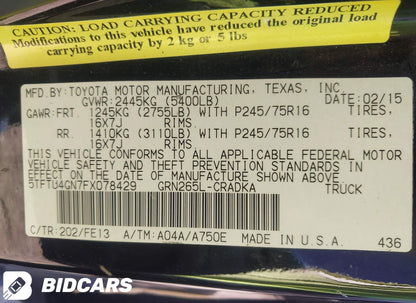 CAUTION: LOAD CARRYING CAPACITY REDUCED
Modifications to this vehicle have reduced the original load
carrying capacity by 2 kg or 5 lbs
MFD.BY:TOYOTA MOTOR MANUFACTURING, TEXAS, INC.
GVWR:2445KG (5400LB) 02/15
GAWR:FRT. 1245KG (2755LB) WITH P245/75R16 TIRES,
16X7J RIMS
RR. 1410KG (3110LB) WITH P245/75R16 TIRES,
16X7J RIMS
THIS VEHICLE CONFORMS TO ALL APPLICABLE FEDERAL MOTOR
VEHICLE SAFETY STANDARDS IN EFFECT ON THE DATE
OF MANUFACTURE SHOWN ABOVE.
5TFTU4GN7FX078429 GRN265L-CRADKA TRUCK
C/TR:202/FE13 A/TM:A04A/A750E MADE IN U.S.A. 436
BIDCARS